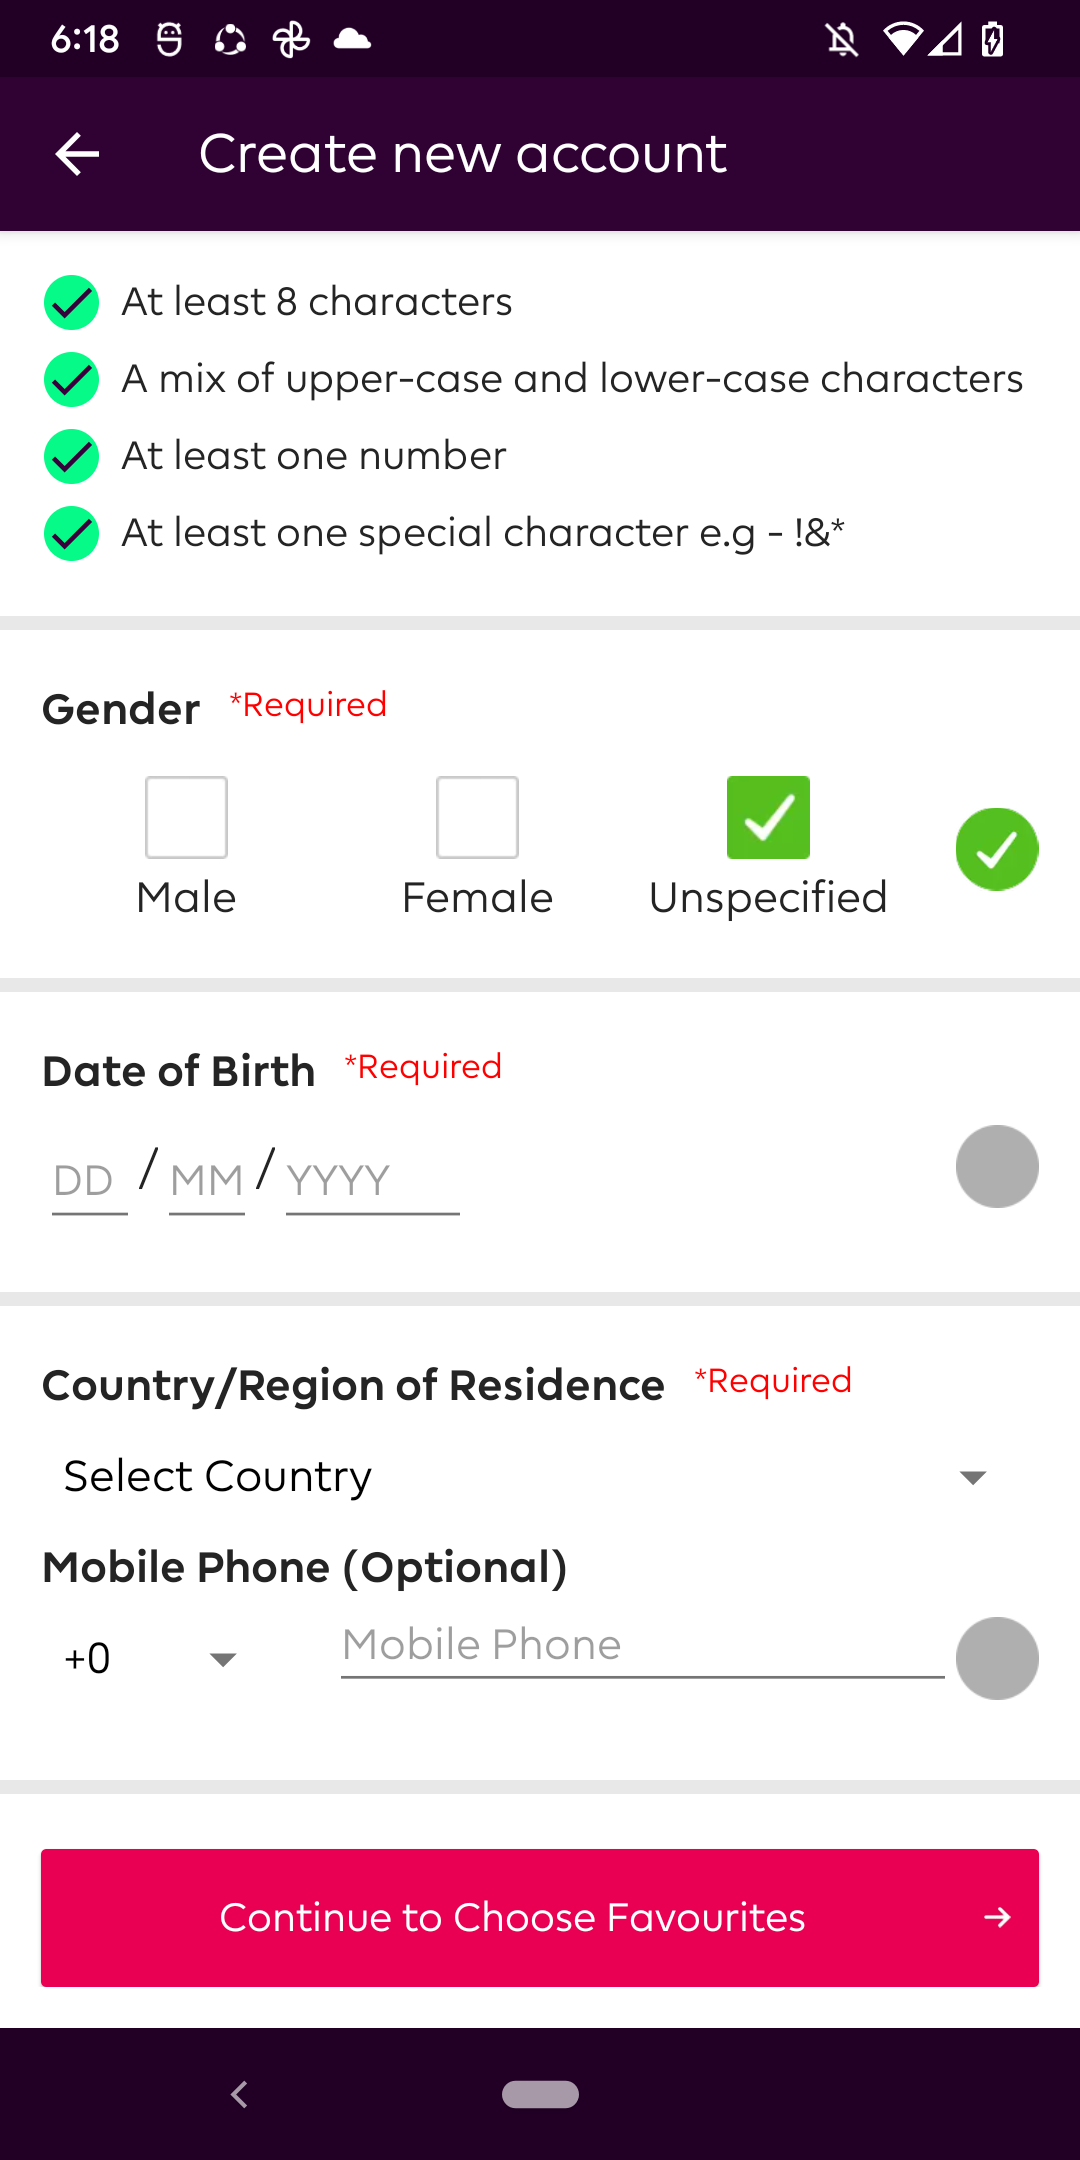 6:18
Create new account
At least 8 characters
A mix of upper-case and lower-case characters
At least one number
At least one special character e.g - !&*
Gender *Required
Male Female Unspecified
Date of Birth *Required
DD / MM / YYYY
Country/Region of Residence *Required
Select Country
Mobile Phone (Optional)
+0 Mobile Phone
Continue to Choose Favourites